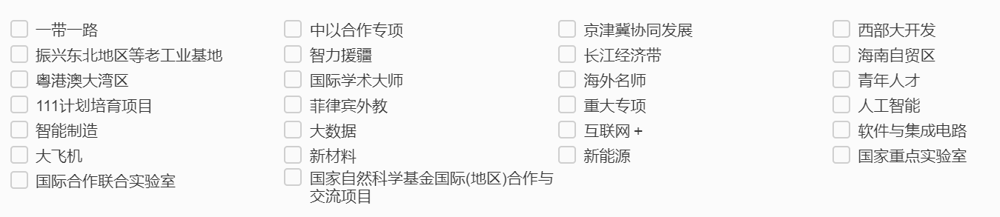 一带一路 中以合作专项 京津冀协同发展 西部大开发
振兴东北地区等老工业基地 智力援疆 长江经济带 海南自贸区
粤港澳大湾区 国际学术大师 海外名师 青年人才
111计划培育项目 菲律宾外教 重大专项 人工智能
智能制造 大数据 互联网 + 软件与集成电路
大飞机 新材料 新能源 国家重点实验室
国际合作联合实验室 国家自然科学基金国际(地区)合作与
交流项目